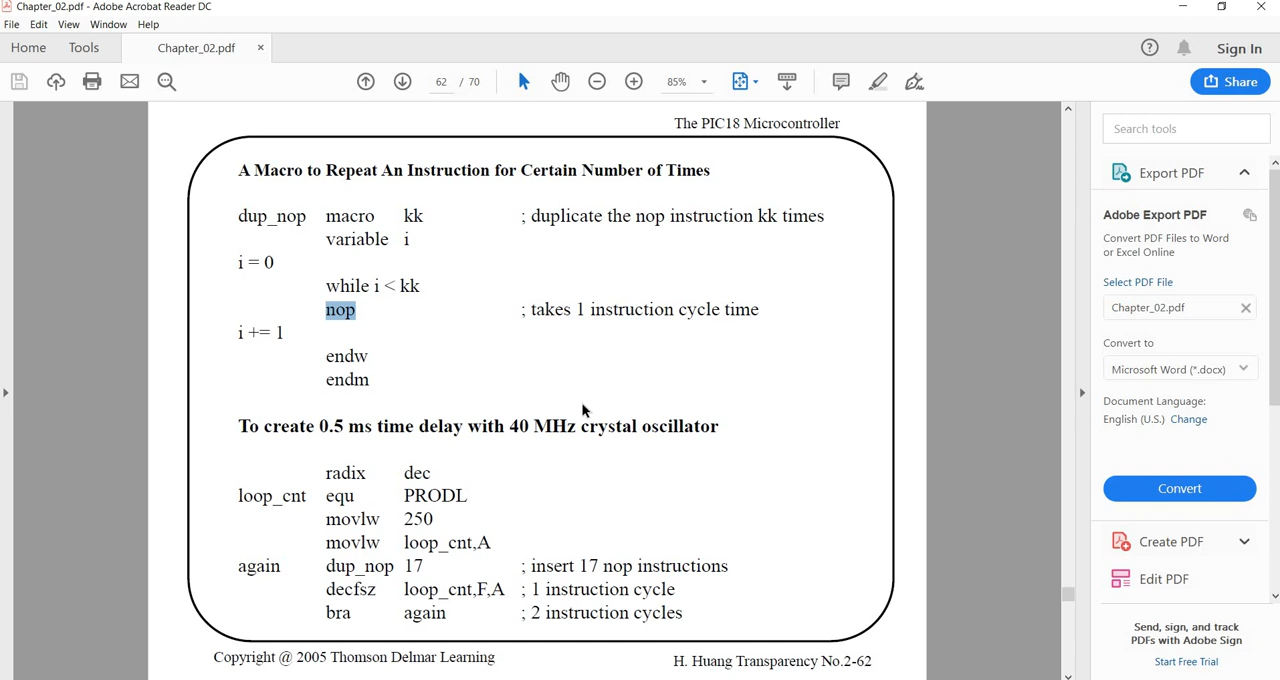 Chapter_02.pdf - Adobe Acrobat Reader DC
File Edit View Window Help
Home Tools Chapter_02.pdf × ? Sign In
62 / 70 85% Share
The PIC18 Microcontroller
A Macro to Repeat An Instruction for Certain Number of Times
dup_nop macro kk ; duplicate the nop instruction kk times
variable i
i = 0
while i < kk
nop ; takes 1 instruction cycle time
i += 1
endw
endm
To create 0.5 ms time delay with 40 MHz crystal oscillator
radix dec
loop_cnt equ PRODL
movlw 250
movlw loop_cnt,A
again dup_nop 17 ; insert 17 nop instructions
decfsz loop_cnt,F,A ; 1 instruction cycle
bra again ; 2 instruction cycles
Copyright @ 2005 Thomson Delmar Learning
H. Huang Transparency No.2-62
Search tools
Export PDF
Adobe Export PDF
Convert PDF Files to Word
or Excel Online
Select PDF File
Chapter_02.pdf
Convert to
Microsoft Word (*.docx)
Document Language:
English (U.S.) Change
Convert
Create PDF
Edit PDF
Send, sign, and track
PDFs with Adobe Sign
Start Free Trial